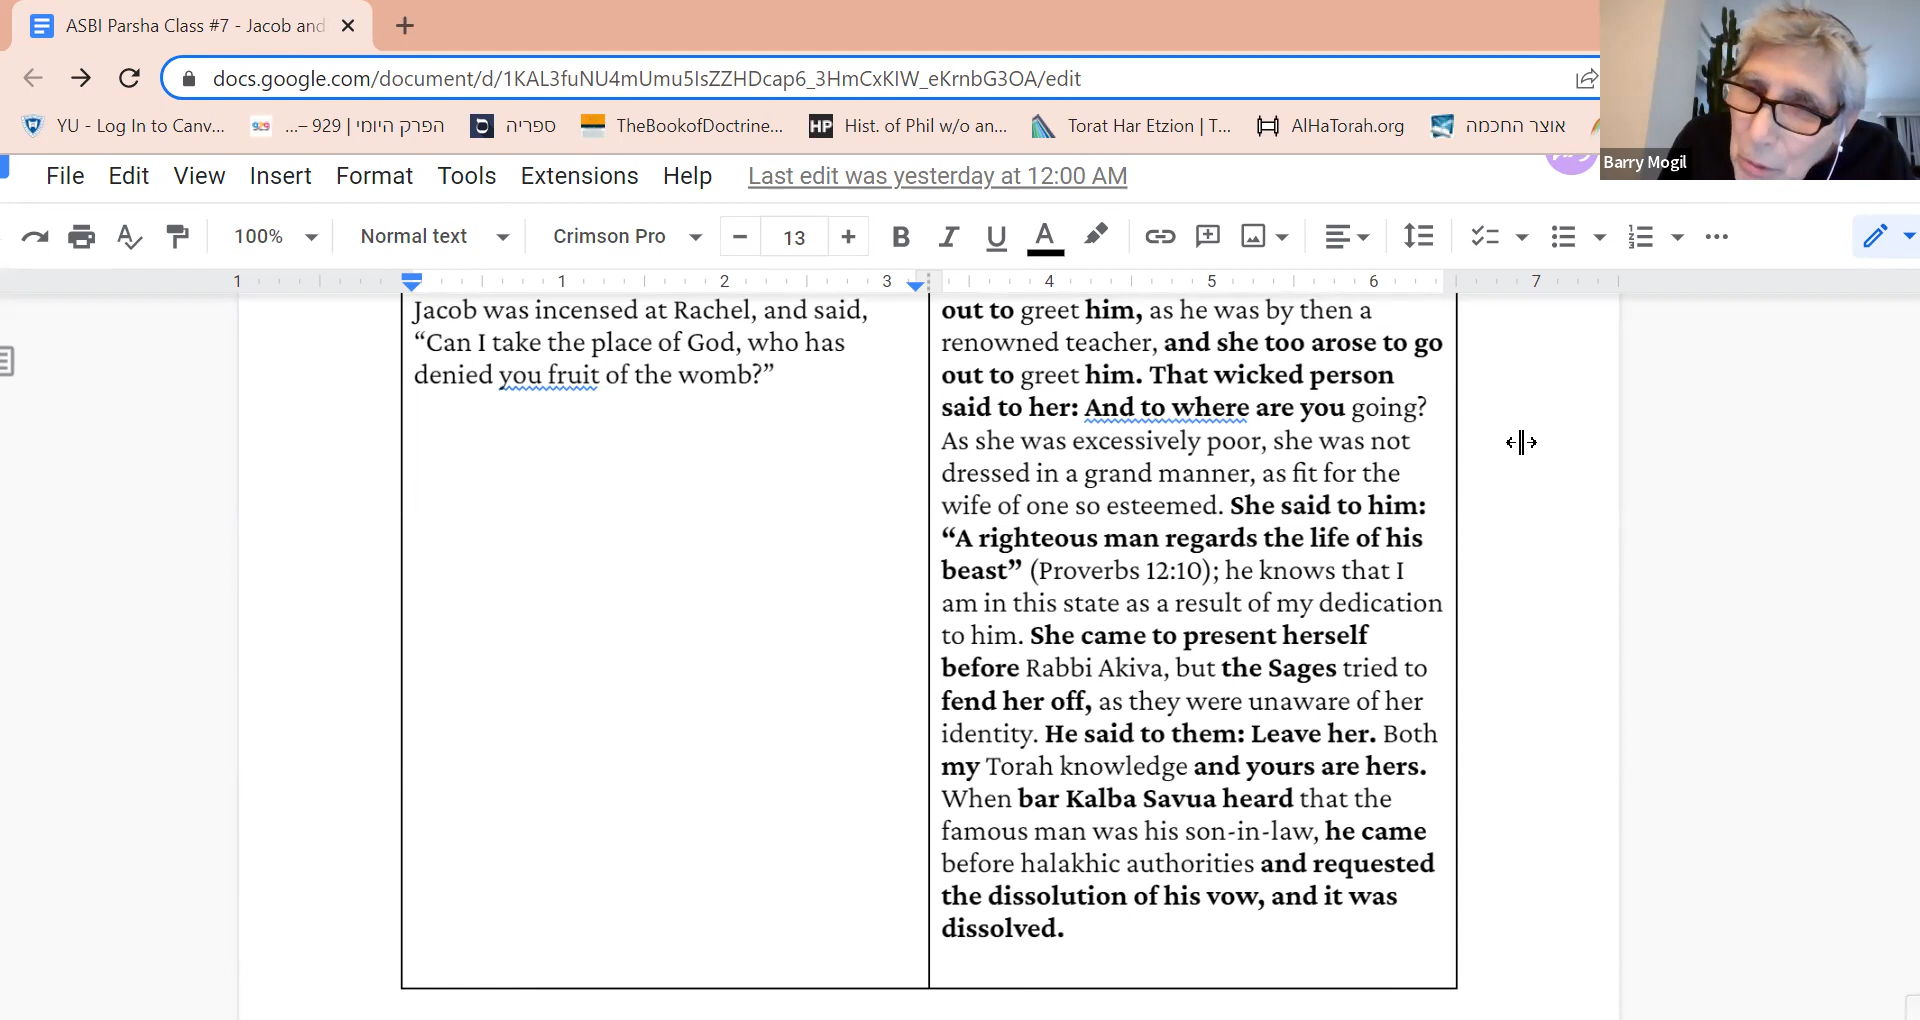 ASBI Parsha Class #7 - Jacob and
docs.google.com/document/d/1KAL3fuNU4mUmu5IsZZHDcap6_3HmCxKlW_eKrnbG3OA/edit
YU - Log In to Canv...
929
...– 929 | הפרק היומי
ספריה
TheBookofDoctrine...
HP
Hist. of Phil w/o an...
Torat Har Etzion | T...
AlHaTorah.org
אוצר החכמה
Barry Mogil
File Edit View Insert Format Tools Extensions Help Last edit was yesterday at 12:00 AM
100% Normal text Crimson Pro 13 B I U A
1 1 2 3 4 5 6 7
Jacob was incensed at Rachel, and said,
“Can I take the place of God, who has
denied you fruit of the womb?”
out to greet him, as he was by then a
renowned teacher, and she too arose to go
out to greet him. That wicked person
said to her: And to where are you going?
As she was excessively poor, she was not
dressed in a grand manner, as fit for the
wife of one so esteemed. She said to him:
“A righteous man regards the life of his
beast” (Proverbs 12:10); he knows that I
am in this state as a result of my dedication
to him. She came to present herself
before Rabbi Akiva, but the Sages tried to
fend her off, as they were unaware of her
identity. He said to them: Leave her. Both
my Torah knowledge and yours are hers.
When bar Kalba Savua heard that the
famous man was his son-in-law, he came
before halakhic authorities and requested
the dissolution of his vow, and it was
dissolved.